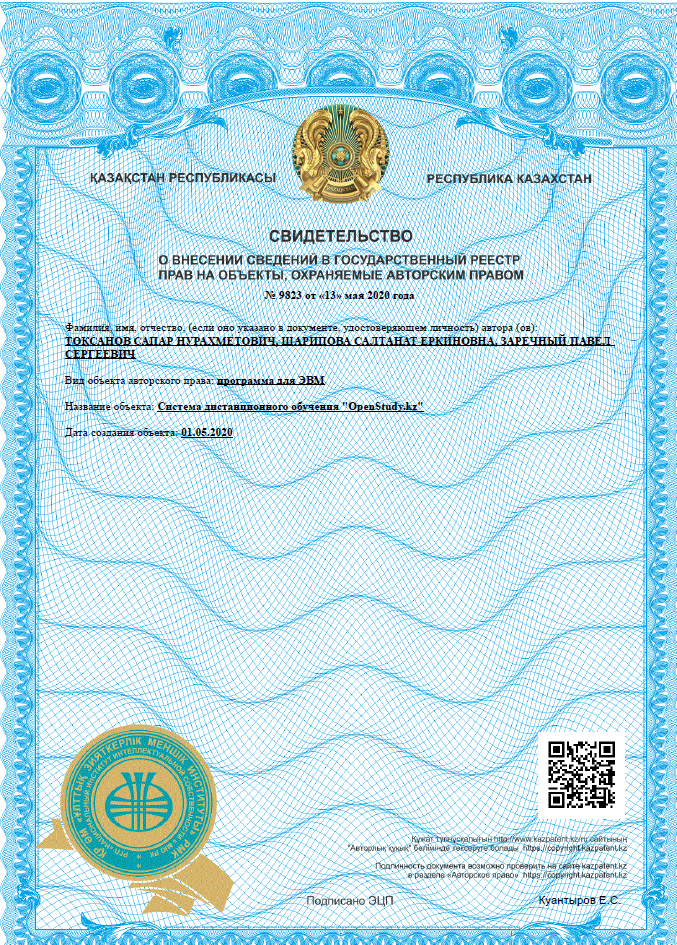 ҚАЗАҚСТАН РЕСПУБЛИКАСЫ
РЕСПУБЛИКА КАЗАХСТАН
СВИДЕТЕЛЬСТВО
О ВНЕСЕНИИ СВЕДЕНИЙ В ГОСУДАРСТВЕННЫЙ РЕЕСТР
ПРАВ НА ОБЪЕКТЫ, ОХРАНЯЕМЫЕ АВТОРСКИМ ПРАВОМ
№ 9823 от «13» мая 2020 года
Фамилия, имя, отчество, (если оно указано в документе, удостоверяющем личность) автора (ов):
ТОКСАНОВ САПАР НУРАХМЕТОВИЧ, ШАРИПОВА САЛТАНАТ ЕРКИНОВНА, ЗАРЕЧНЫЙ ПАВЕЛ
СЕРГЕЕВИЧ
Вид объекта авторского права: программа для ЭВМ
Название объекта: Система дистанционного обучения "OpenStudy.kz"
Дата создания объекта: 01.05.2020
ҰЛТТЫҚ ЗИЯТКЕРЛІК МЕНШІК ИНСТИТУТЫ
Құжат түпнұсқалығын http://www.kazpatent.kz/ru сайтының
"Авторлық құқық" бөлімінде тексеруге болады https://copyright.kazpatent.kz
Подлинность документа возможно проверить на сайте kazpatent.kz
в разделе «Авторское право» https://copyright.kazpatent.kz
Подписано ЭЦП
Куантыров Е.С.